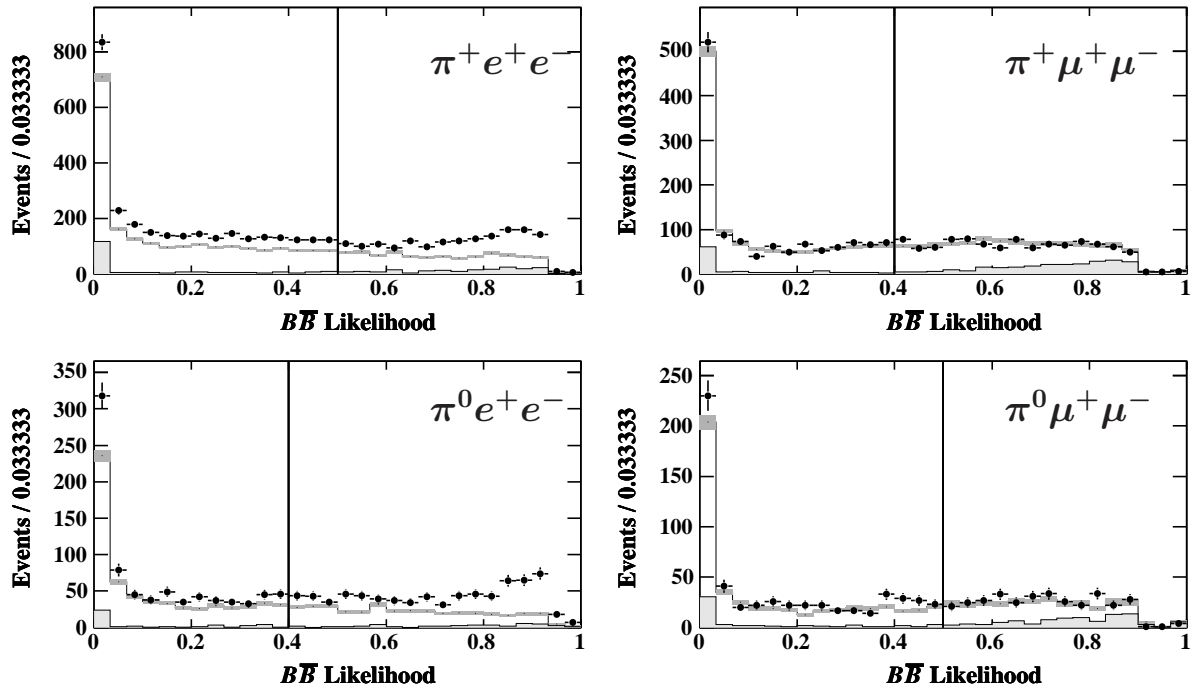 Events / 0.033333
800
600
400
200
0
π⁺e⁺e⁻
0 0.2 0.4 0.6 0.8 1
BB̅ Likelihood
Events / 0.033333
500
400
300
200
100
0
π⁺μ⁺μ⁻
0 0.2 0.4 0.6 0.8 1
BB̅ Likelihood
Events / 0.033333
350
300
250
200
150
100
50
0
π⁰e⁺e⁻
0 0.2 0.4 0.6 0.8 1
BB̅ Likelihood
Events / 0.033333
250
200
150
100
50
0
π⁰μ⁺μ⁻
0 0.2 0.4 0.6 0.8 1
BB̅ Likelihood